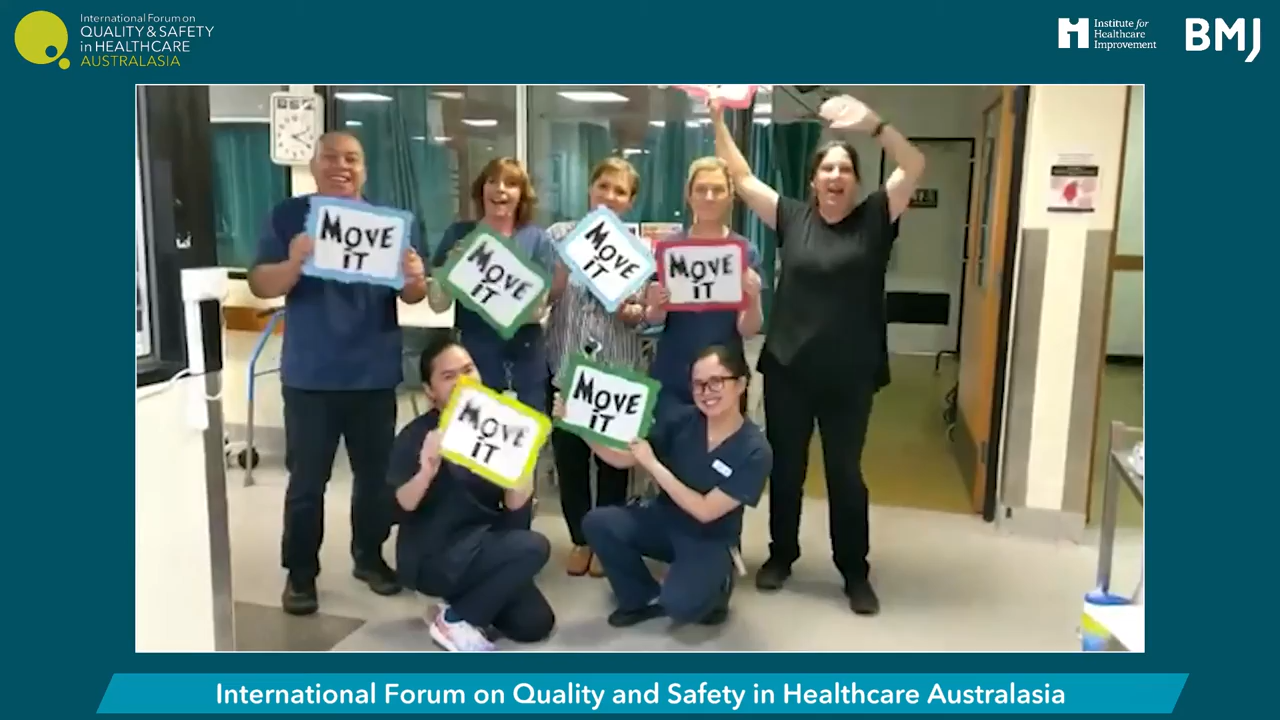 International Forum on
QUALITY & SAFETY
in HEALTHCARE
AUSTRALASIA
Institute for
Healthcare
Improvement
BMJ
MOVE
IT
MOVE
IT
MOVE
IT
MOVE
IT
MOVE
IT
MOVE
IT
International Forum on Quality and Safety in Healthcare Australasia